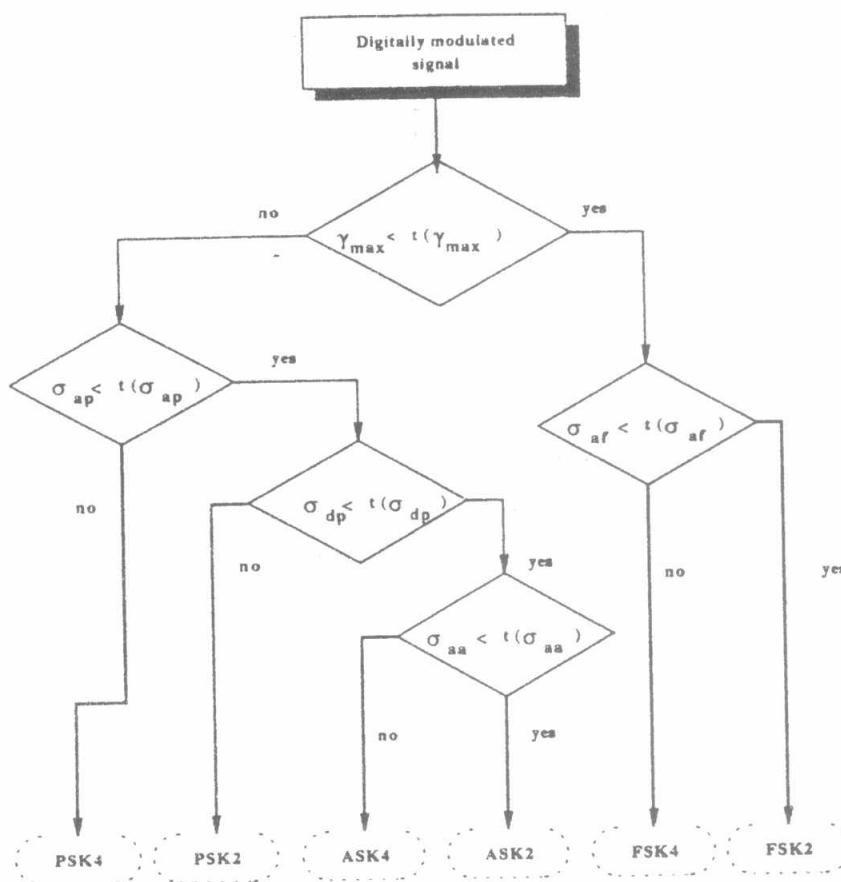 Digitally modulated
signal
no
yes
γmax< t(γmax)
yes
σap< t(σap)
σaf < t(σaf)
no
σdp< t(σdp)
no
yes
no
yes
σaa < t(σaa)
no
yes
PSK4
PSK2
ASK4
ASK2
FSK4
FSK2